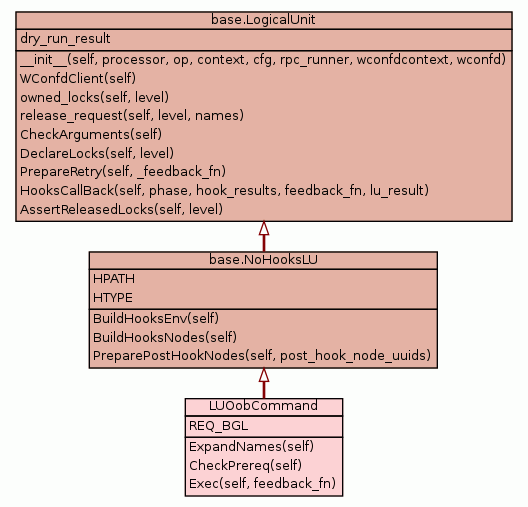 base.LogicalUnit
dry_run_result
__init__(self, processor, op, context, cfg, rpc_runner, wconfdcontext, wconfd)
WConfdClient(self)
owned_locks(self, level)
release_request(self, level, names)
CheckArguments(self)
DeclareLocks(self, level)
PrepareRetry(self, _feedback_fn)
HooksCallBack(self, phase, hook_results, feedback_fn, lu_result)
AssertReleasedLocks(self, level)
base.NoHooksLU
HPATH
HTYPE
BuildHooksEnv(self)
BuildHooksNodes(self)
PreparePostHookNodes(self, post_hook_node_uuids)
LUOobCommand
REQ_BGL
ExpandNames(self)
CheckPrereq(self)
Exec(self, feedback_fn)